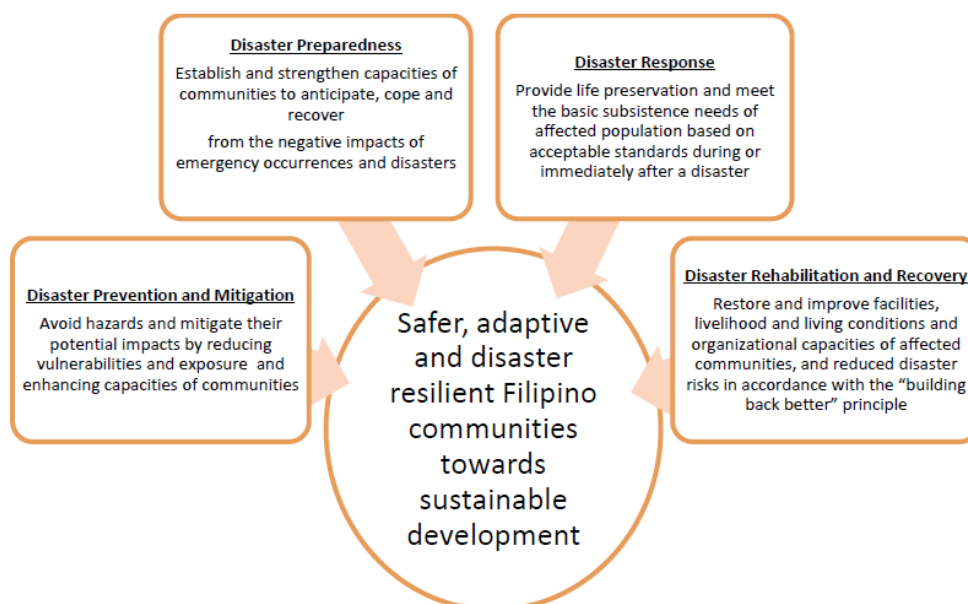 Disaster Preparedness
Establish and strengthen capacities of
communities to anticipate, cope and
recover
from the negative impacts of
emergency occurrences and disasters
Disaster Response
Provide life preservation and meet
the basic subsistence needs of
affected population based on
acceptable standards during or
immediately after a disaster
Disaster Prevention and Mitigation
Avoid hazards and mitigate their
potential impacts by reducing
vulnerabilities and exposure and
enhancing capacities of communities
Safer, adaptive
and disaster
resilient Filipino
communities
towards
sustainable
development
Disaster Rehabilitation and Recovery
Restore and improve facilities,
livelihood and living conditions and
organizational capacities of affected
communities, and reduced disaster
risks in accordance with the “building
back better” principle